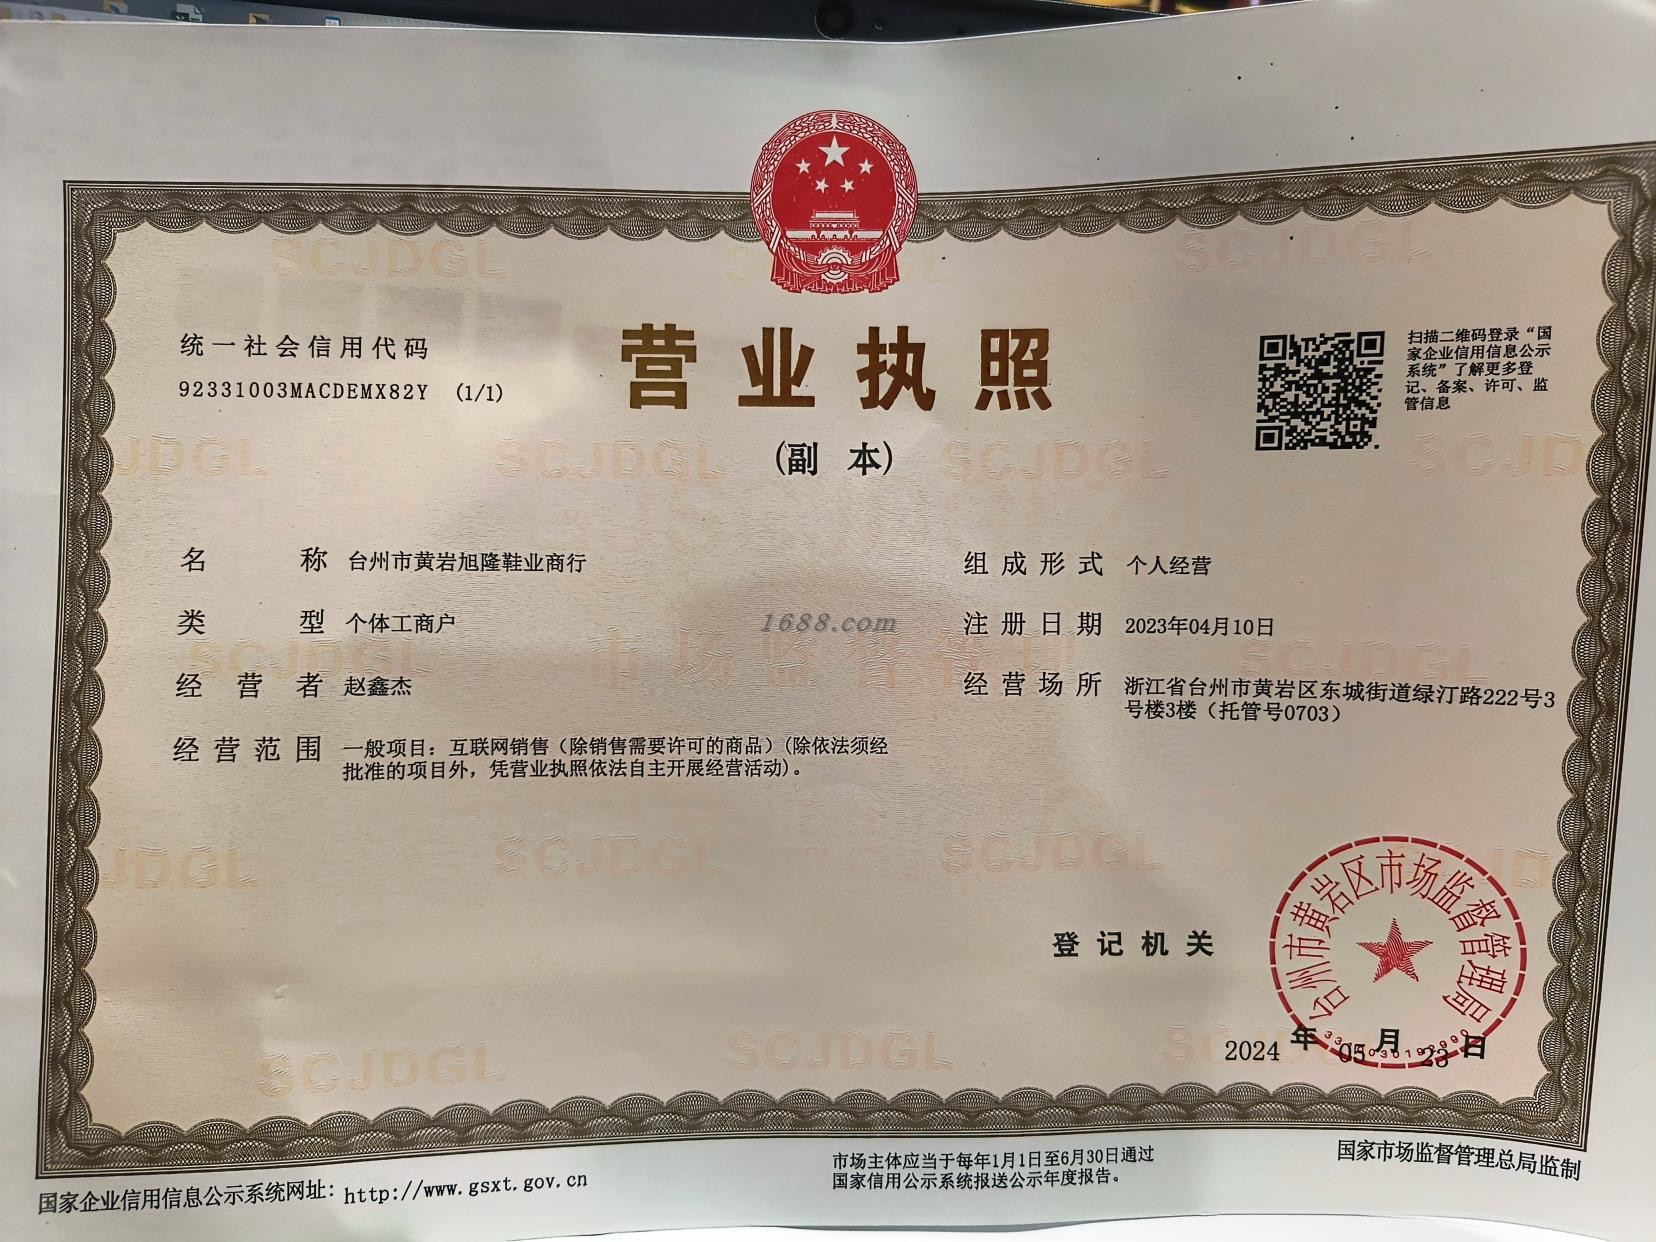 营业执照
(副 本)
统一社会信用代码
92331003MACDEMX82Y (1/1)
扫描二维码登录“国
家企业信用信息公示
系统”了解更多登
记、备案、许可、监
管信息
名 称 台州市黄岩旭隆鞋业商行
类 型 个体工商户
经 营 者 赵鑫杰
经 营 范 围 一般项目：互联网销售（除销售需要许可的商品）(除依法须经
批准的项目外，凭营业执照依法自主开展经营活动)。
组 成 形 式 个人经营
注 册 日 期 2023年04月10日
经 营 场 所 浙江省台州市黄岩区东城街道绿汀路222号3
号楼3楼（托管号0703）
1688.com
SCJDGL
市场监督管理
登 记 机 关
台州市黄岩区市场监督管理局
2024 年 05 月 23 日
国家企业信用信息公示系统网址：http://www.gsxt.gov.cn
市场主体应当于每年1月1日至6月30日通过
国家信用公示系统报送公示年度报告。
国家市场监督管理总局监制